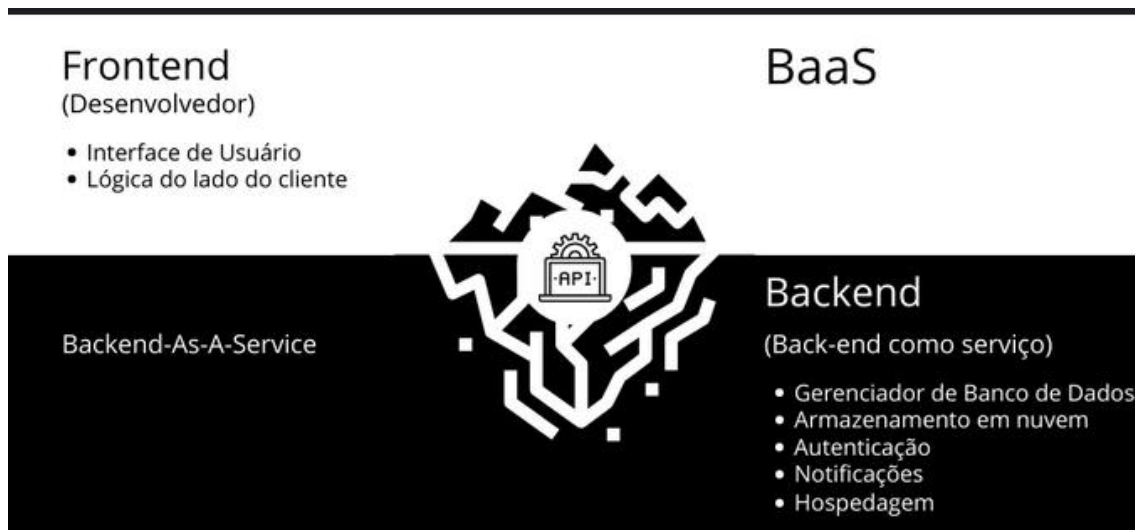 Frontend
(Desenvolvedor)
• Interface de Usuário
• Lógica do lado do cliente
BaaS
·API·
Backend-As-A-Service
Backend
(Back-end como serviço)
• Gerenciador de Banco de Dados
• Armazenamento em nuvem
• Autenticação
• Notificações
• Hospedagem